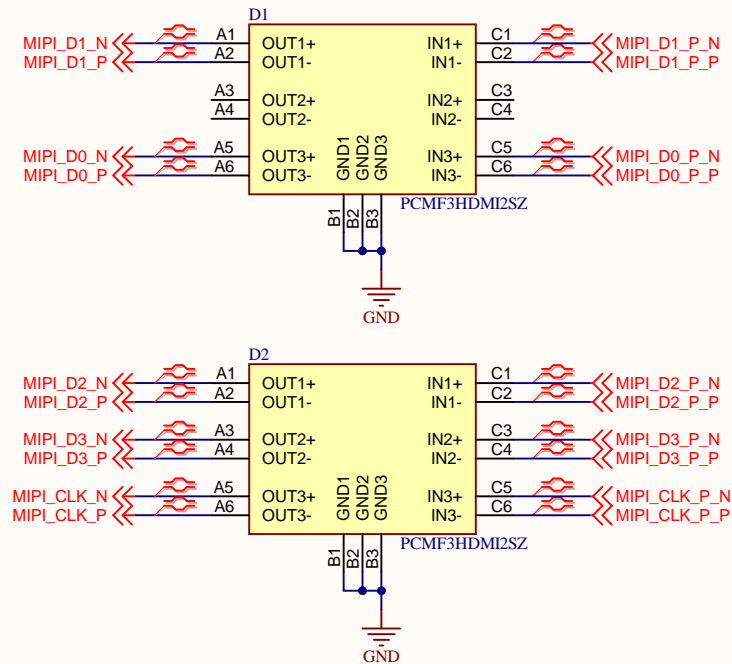 D1
MIPI_D1_N A1 OUT1+ IN1+ C1 MIPI_D1_P_N
MIPI_D1_P A2 OUT1- IN1- C2 MIPI_D1_P_P
A3 OUT2+ IN2+ C3
A4 OUT2- IN2- C4
MIPI_D0_N A5 OUT3+ IN3+ C5 MIPI_D0_P_N
MIPI_D0_P A6 OUT3- IN3- C6 MIPI_D0_P_P
GND1 GND2 GND3
B1 B2 B3
PCMF3HDMI2SZ
GND
D2
MIPI_D2_N A1 OUT1+ IN1+ C1 MIPI_D2_P_N
MIPI_D2_P A2 OUT1- IN1- C2 MIPI_D2_P_P
MIPI_D3_N A3 OUT2+ IN2+ C3 MIPI_D3_P_N
MIPI_D3_P A4 OUT2- IN2- C4 MIPI_D3_P_P
MIPI_CLK_N A5 OUT3+ IN3+ C5 MIPI_CLK_P_N
MIPI_CLK_P A6 OUT3- IN3- C6 MIPI_CLK_P_P
GND1 GND2 GND3
B1 B2 B3
PCMF3HDMI2SZ
GND